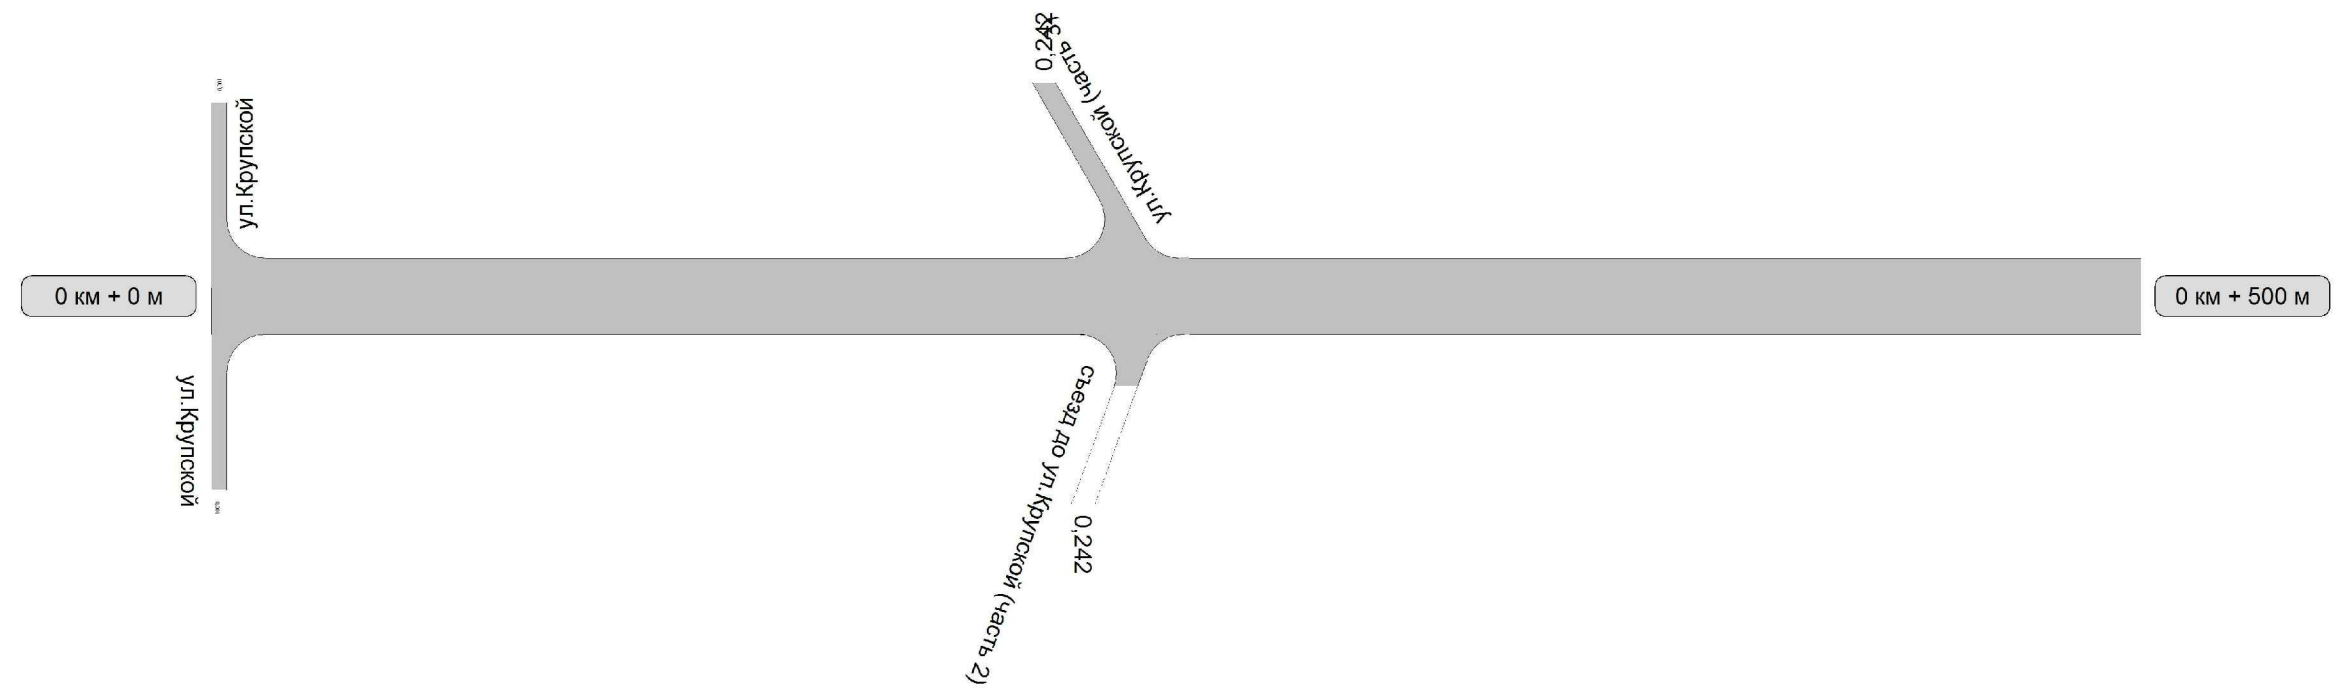 0,242
ул.Крупской (часть
ул.Крупской
0 км + 0 м
0 км + 500 м
ул.Крупской
съезд до ул.Крупской (часть 2)
0,242